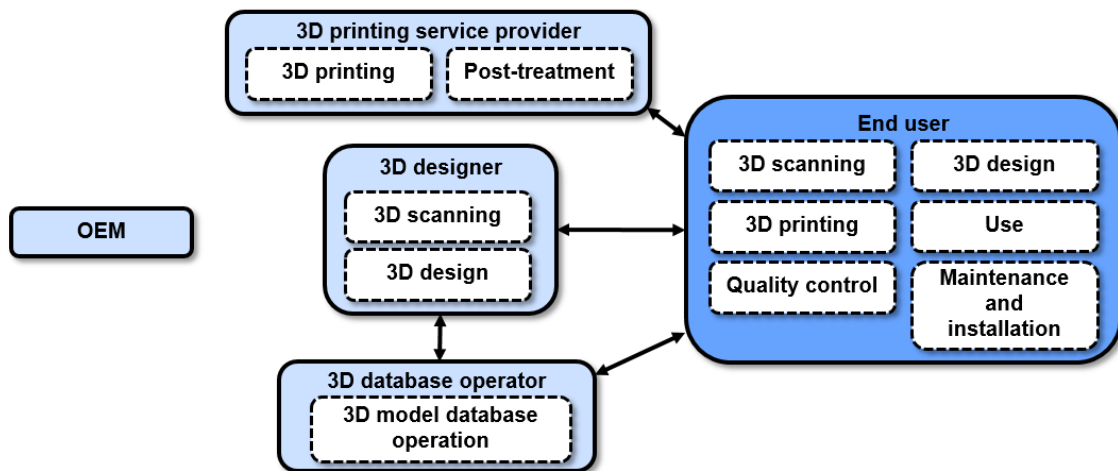 3D printing service provider
3D printing
Post-treatment
End user
3D scanning
3D design
3D printing
Use
Quality control
Maintenance
and
installation
3D designer
3D scanning
3D design
OEM
3D database operator
3D model database
operation